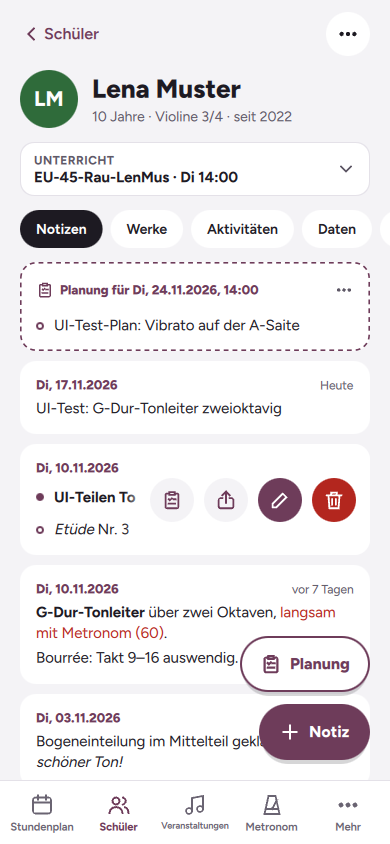 Schüler
LM
Lena Muster
10 Jahre · Violine 3/4 · seit 2022
UNTERRICHT
EU-45-Rau-LenMus · Di 14:00
Notizen Werke Aktivitäten Daten
Planung für Di, 24.11.2026, 14:00
UI-Test-Plan: Vibrato auf der A-Saite
Di, 17.11.2026 Heute
UI-Test: G-Dur-Tonleiter zweioktavig
Di, 10.11.2026
UI-Teilen To
Etüde Nr. 3
Di, 10.11.2026 vor 7 Tagen
G-Dur-Tonleiter über zwei Oktaven, langsam
mit Metronom (60).
Bourrée: Takt 9–16 auswendig.
Planung
Di, 03.11.2026
Bogeneinteilung im Mittelteil
schöner Ton!
Notiz
Stundenplan Schüler Veranstaltungen Metronom Mehr